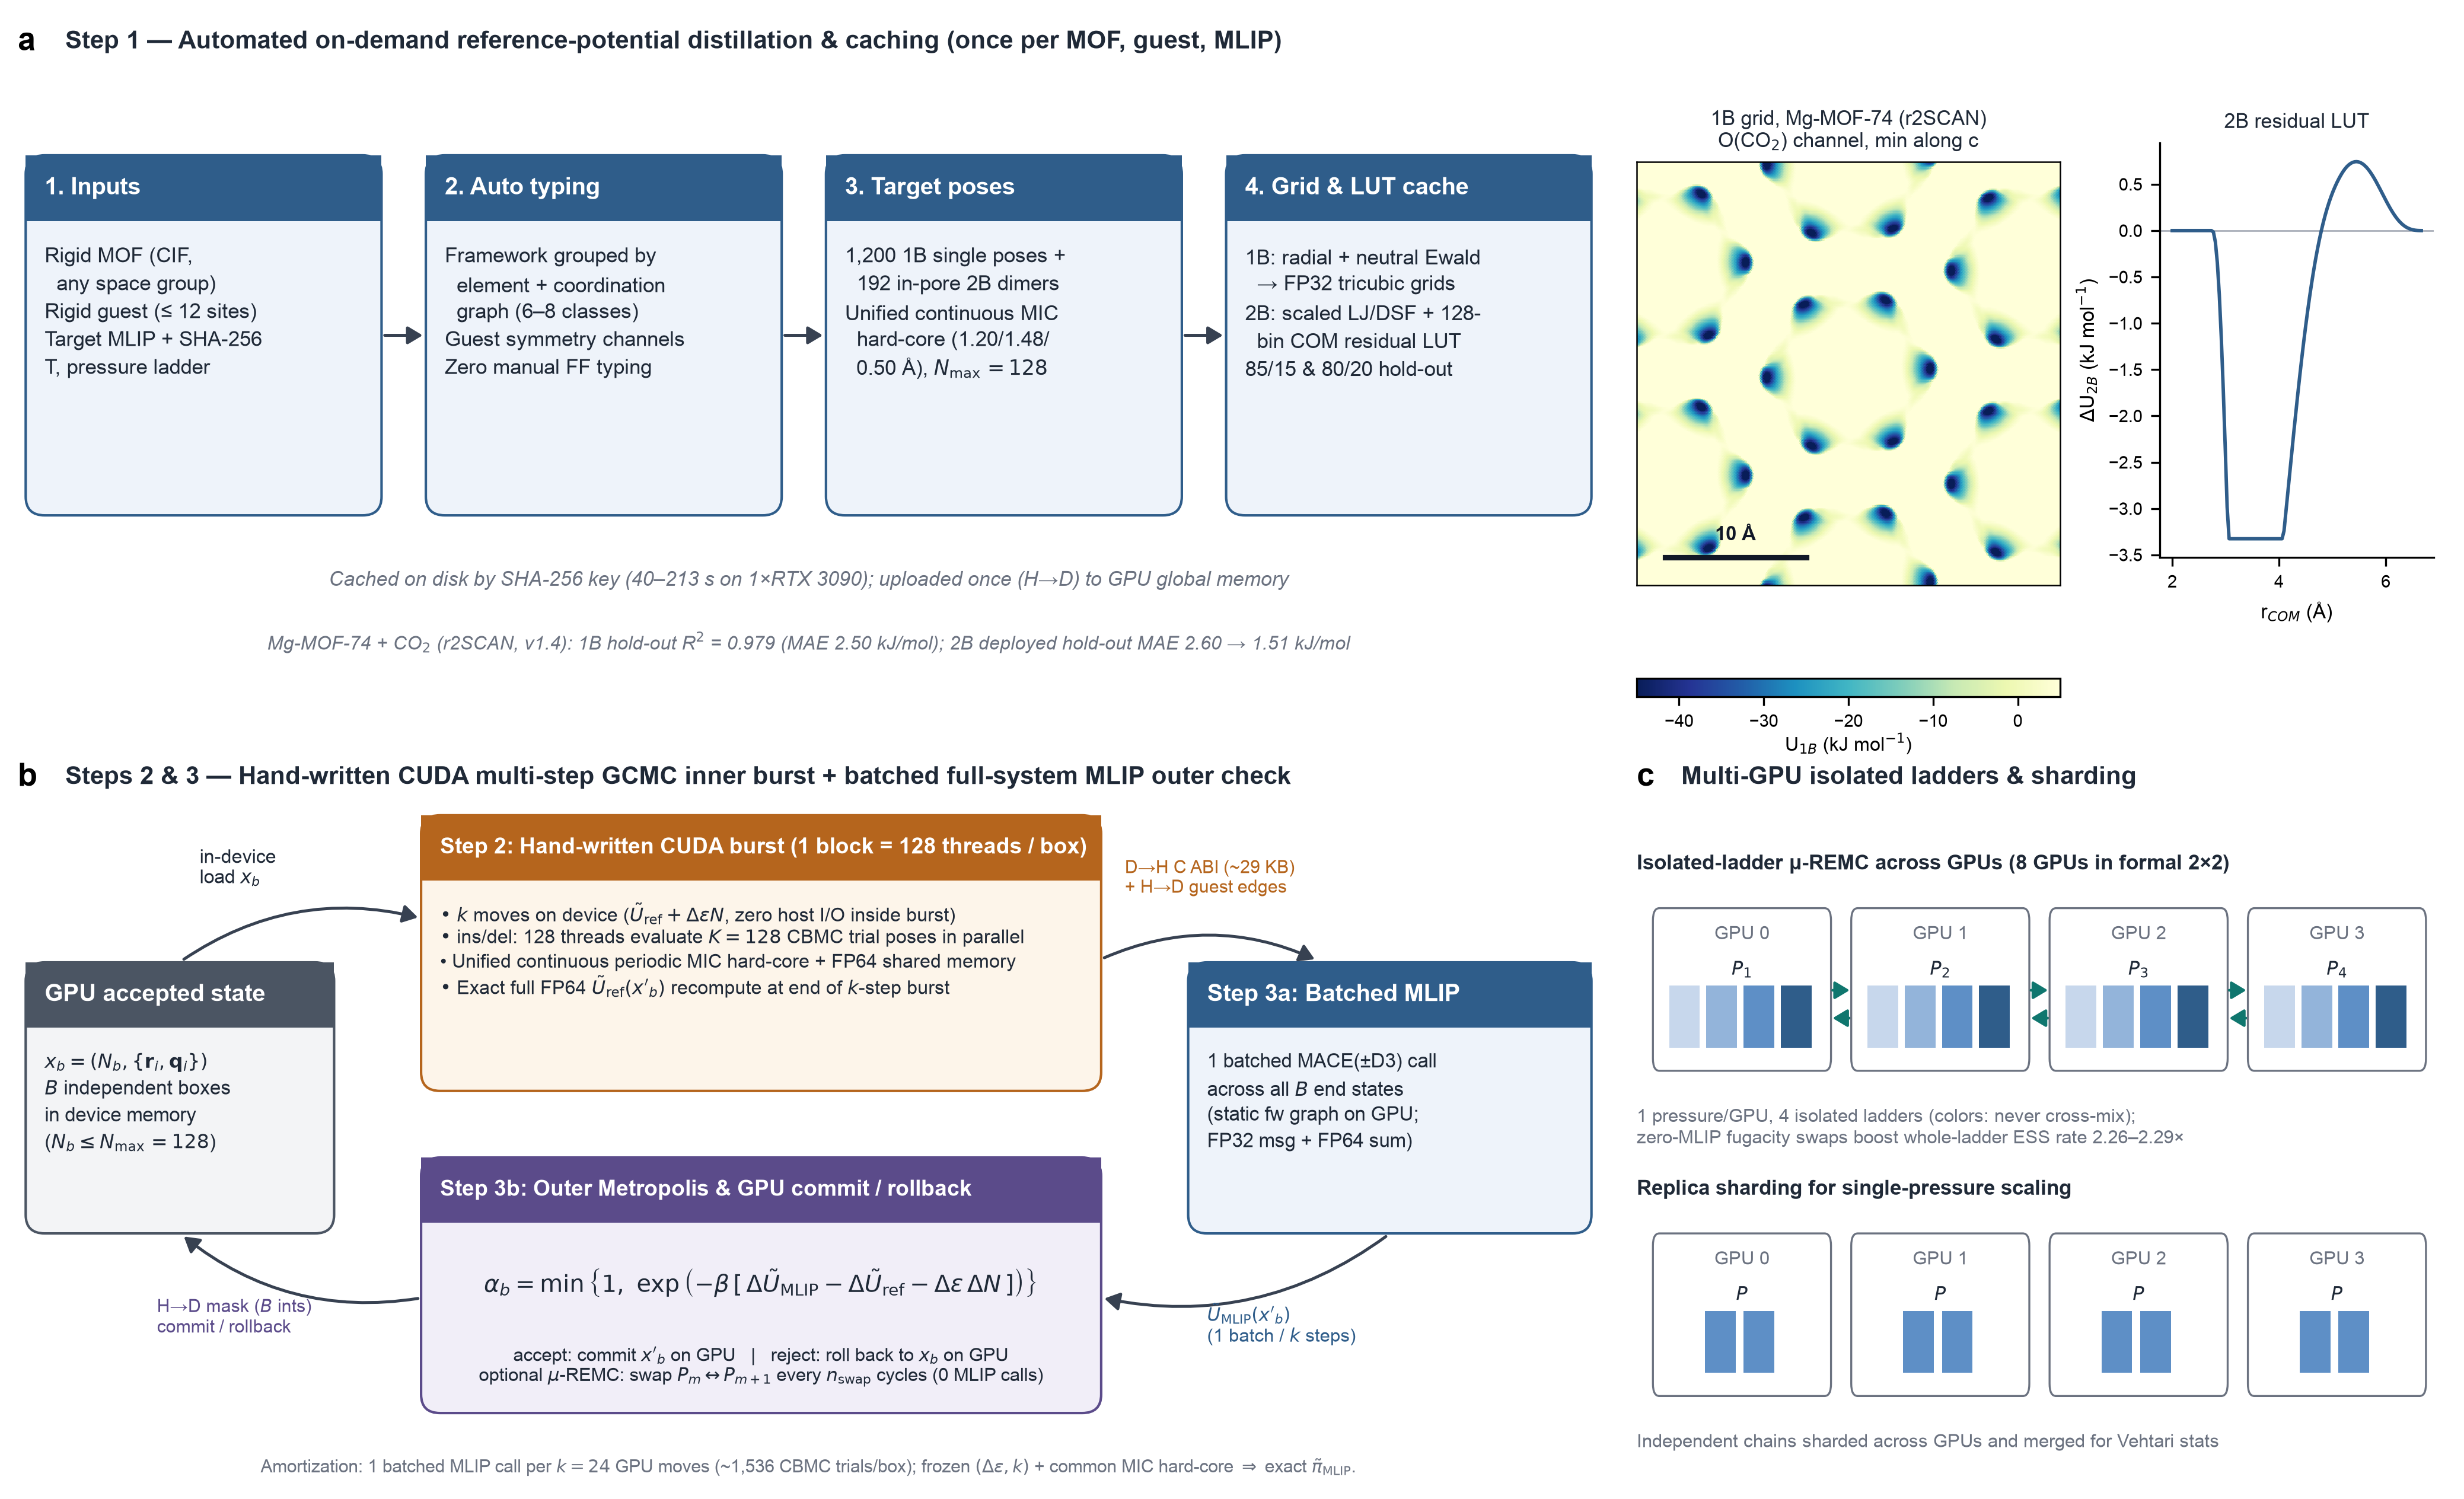 a Step 1 — Automated on-demand reference-potential distillation & caching (once per MOF, guest, MLIP)
1. Inputs
Rigid MOF (CIF,
any space group)
Rigid guest (≤ 12 sites)
Target MLIP + SHA-256
T, pressure ladder
2. Auto typing
Framework grouped by
element + coordination
graph (6–8 classes)
Guest symmetry channels
Zero manual FF typing
3. Target poses
1,200 1B single poses +
192 in-pore 2B dimers
Unified continuous MIC
hard-core (1.20/1.48/
0.50 Å), N_max = 128
4. Grid & LUT cache
1B: radial + neutral Ewald
→ FP32 tricubic grids
2B: scaled LJ/DSF + 128-
bin COM residual LUT
85/15 & 80/20 hold-out
Cached on disk by SHA-256 key (40–213 s on 1×RTX 3090); uploaded once (H→D) to GPU global memory
Mg-MOF-74 + CO₂ (r2SCAN, v1.4): 1B hold-out R² = 0.979 (MAE 2.50 kJ/mol); 2B deployed hold-out MAE 2.60 → 1.51 kJ/mol
1B grid, Mg-MOF-74 (r2SCAN)
O(CO₂) channel, min along c
10 Å
−40 −30 −20 −10 0
U_1B (kJ mol⁻¹)
2B residual LUT
ΔU_2B (kJ mol⁻¹)
0.5
0.0
−0.5
−1.0
−1.5
−2.0
−2.5
−3.0
−3.5
2 4 6
r_COM (Å)
b Steps 2 & 3 — Hand-written CUDA multi-step GCMC inner burst + batched full-system MLIP outer check
in-device
load x_b
GPU accepted state
x_b = (N_b, {r_i, q_i})
B independent boxes
in device memory
(N_b ≤ N_max = 128)
Step 2: Hand-written CUDA burst (1 block = 128 threads / box)
• k moves on device (Ũ_ref + ΔεN, zero host I/O inside burst)
• ins/del: 128 threads evaluate K = 128 CBMC trial poses in parallel
• Unified continuous periodic MIC hard-core + FP64 shared memory
• Exact full FP64 Ũ_ref(x′_b) recompute at end of k-step burst
D→H C ABI (~29 KB)
+ H→D guest edges
Step 3a: Batched MLIP
1 batched MACE(±D3) call
across all B end states
(static fw graph on GPU;
FP32 msg + FP64 sum)
Ũ_MLIP(x′_b)
(1 batch / k steps)
Step 3b: Outer Metropolis & GPU commit / rollback
α_b = min {1, exp (−β [ ΔŨ_MLIP − ΔŨ_ref − Δε ΔN ])}
accept: commit x′_b on GPU | reject: roll back to x_b on GPU
optional μ-REMC: swap P_m ↔ P_{m+1} every n_swap cycles (0 MLIP calls)
H→D mask (B ints)
commit / rollback
Amortization: 1 batched MLIP call per k = 24 GPU moves (~1,536 CBMC trials/box); frozen (Δε, k) + common MIC hard-core ⇒ exact π̃_MLIP.
c Multi-GPU isolated ladders & sharding
Isolated-ladder μ-REMC across GPUs (8 GPUs in formal 2×2)
GPU 0 GPU 1 GPU 2 GPU 3
P₁ P₂ P₃ P₄
1 pressure/GPU, 4 isolated ladders (colors: never cross-mix);
zero-MLIP fugacity swaps boost whole-ladder ESS rate 2.26–2.29×
Replica sharding for single-pressure scaling
GPU 0 GPU 1 GPU 2 GPU 3
P P P P
Independent chains sharded across GPUs and merged for Vehtari stats